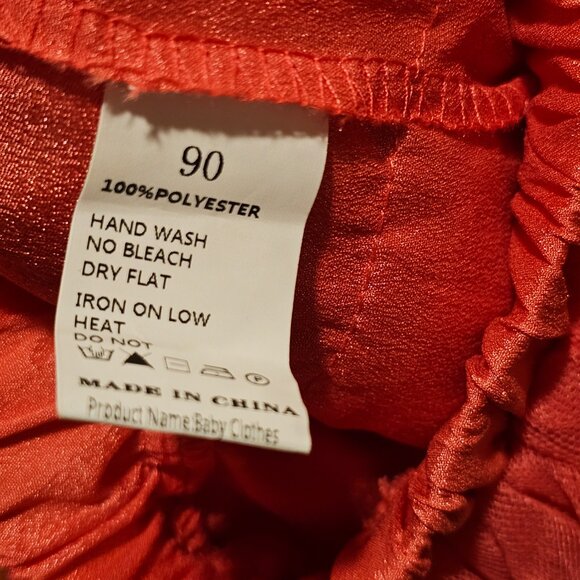 90
100%POLYESTER
HAND WASH
NO BLEACH
DRY FLAT
IRON ON LOW
HEAT
DO NOT
MADE IN CHINA
Product Name:Baby Clothes